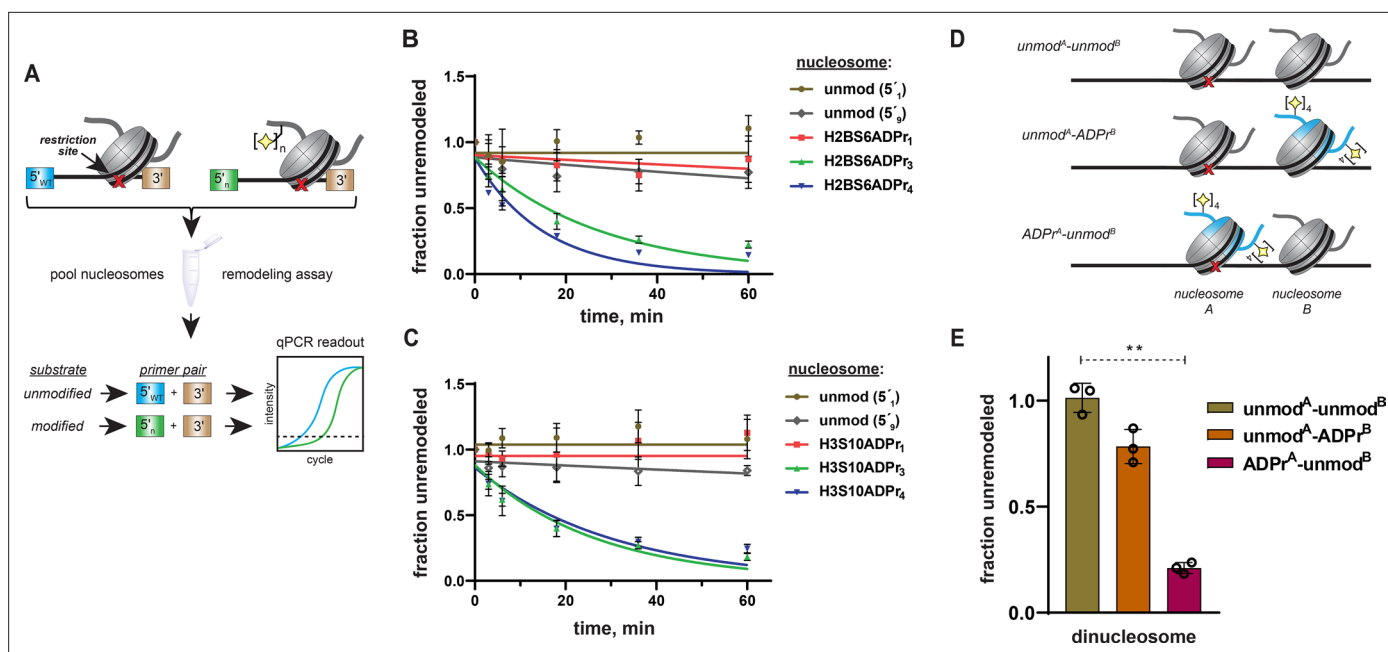 A
restriction
site
[ ]n
X
X
5'WT
3'
5'n
3'
pool nucleosomes
remodeling assay
qPCR readout
substrate
primer pair
unmodified
5'WT + 3'
modified
5'n + 3'
intensity
cycle
B
fraction unremodeled
1.5
1.0
0.5
0.0
0
20
40
60
time, min
nucleosome:
unmod (5´1)
unmod (5´9)
H2BS6ADPr1
H2BS6ADPr3
H2BS6ADPr4
C
fraction unremodeled
1.5
1.0
0.5
0.0
0
20
40
60
time, min
nucleosome:
unmod (5´1)
unmod (5´9)
H3S10ADPr1
H3S10ADPr3
H3S10ADPr4
D
unmodA-unmodB
X
unmodA-ADPrB
[ ]4
[ ]4
X
ADPrA-unmodB
[ ]4
[ ]4
X
nucleosome
A
nucleosome
B
E
fraction unremodeled
1.0
0.5
0.0
**
dinucleosome
unmodA-unmodB
unmodA-ADPrB
ADPrA-unmodB